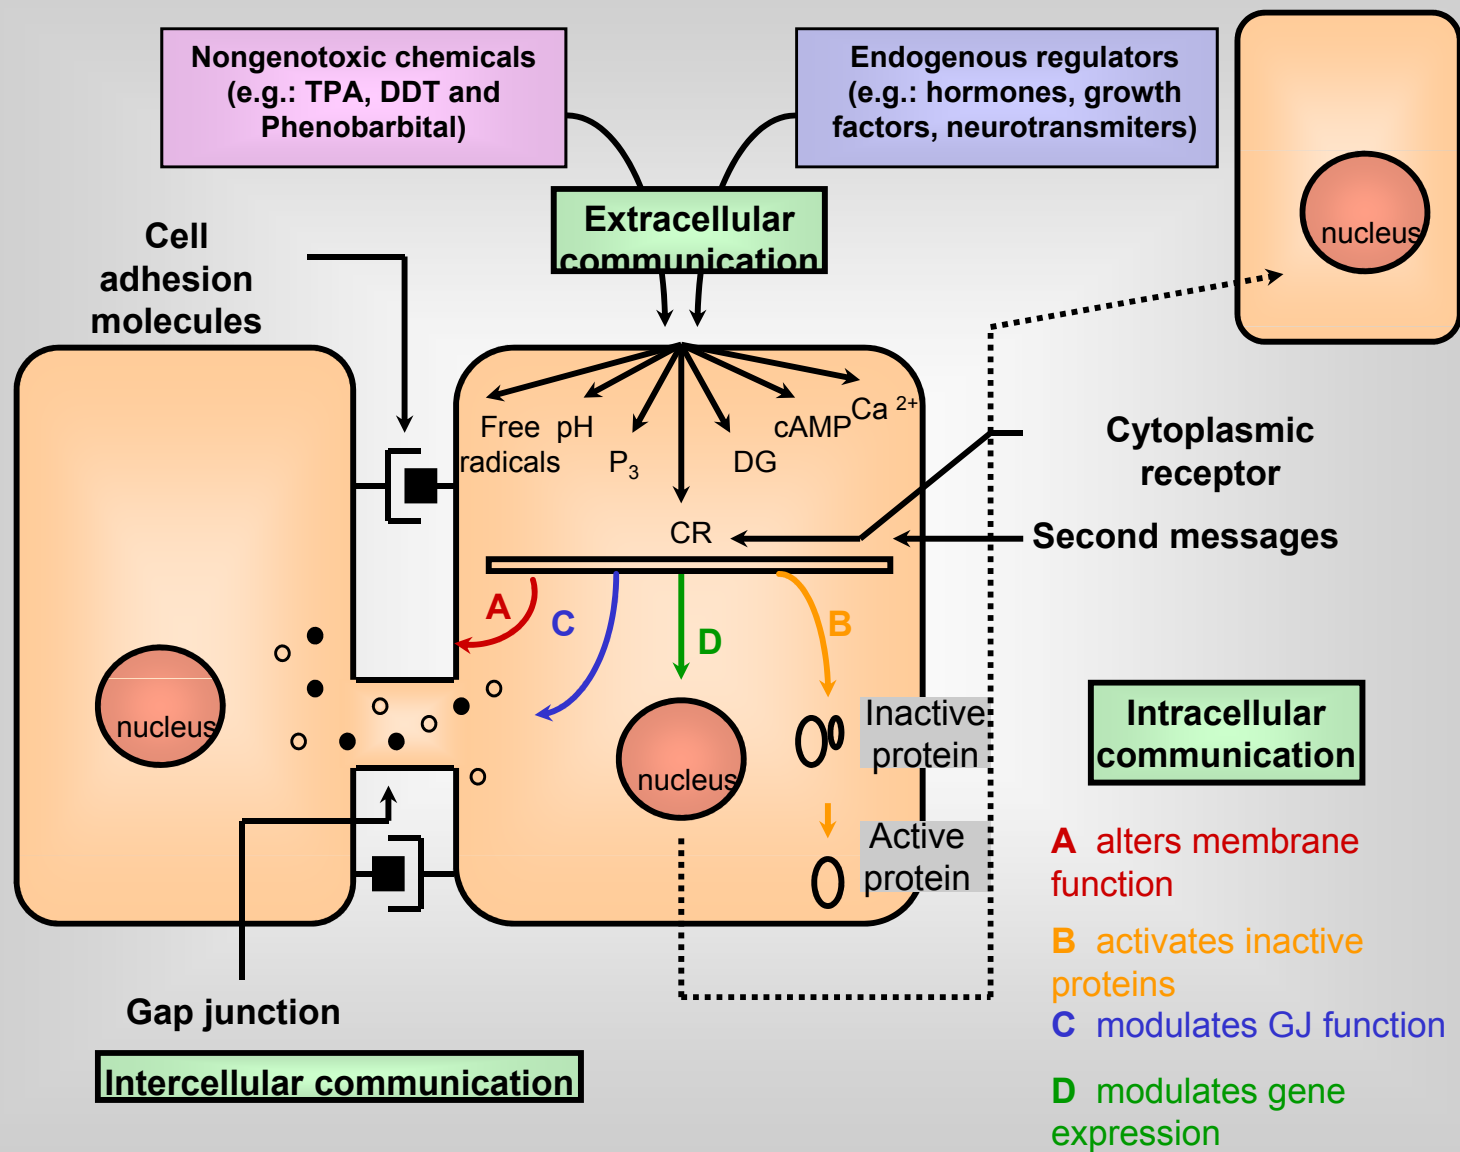 Nongenotoxic chemicals
(e.g.: TPA, DDT and
Phenobarbital)
Endogenous regulators
(e.g.: hormones, growth
factors, neurotransmiters)
Extracellular
communication
nucleus
Cell
adhesion
molecules
Free
radicals
pH
P3
DG
cAMP
Ca 2+
CR
Cytoplasmic
receptor
Second messages
A
C
D
B
nucleus
nucleus
Inactive
protein
Active
protein
Intracellular
communication
A alters membrane
function
B activates inactive
proteins
C modulates GJ function
D modulates gene
expression
Gap junction
Intercellular communication